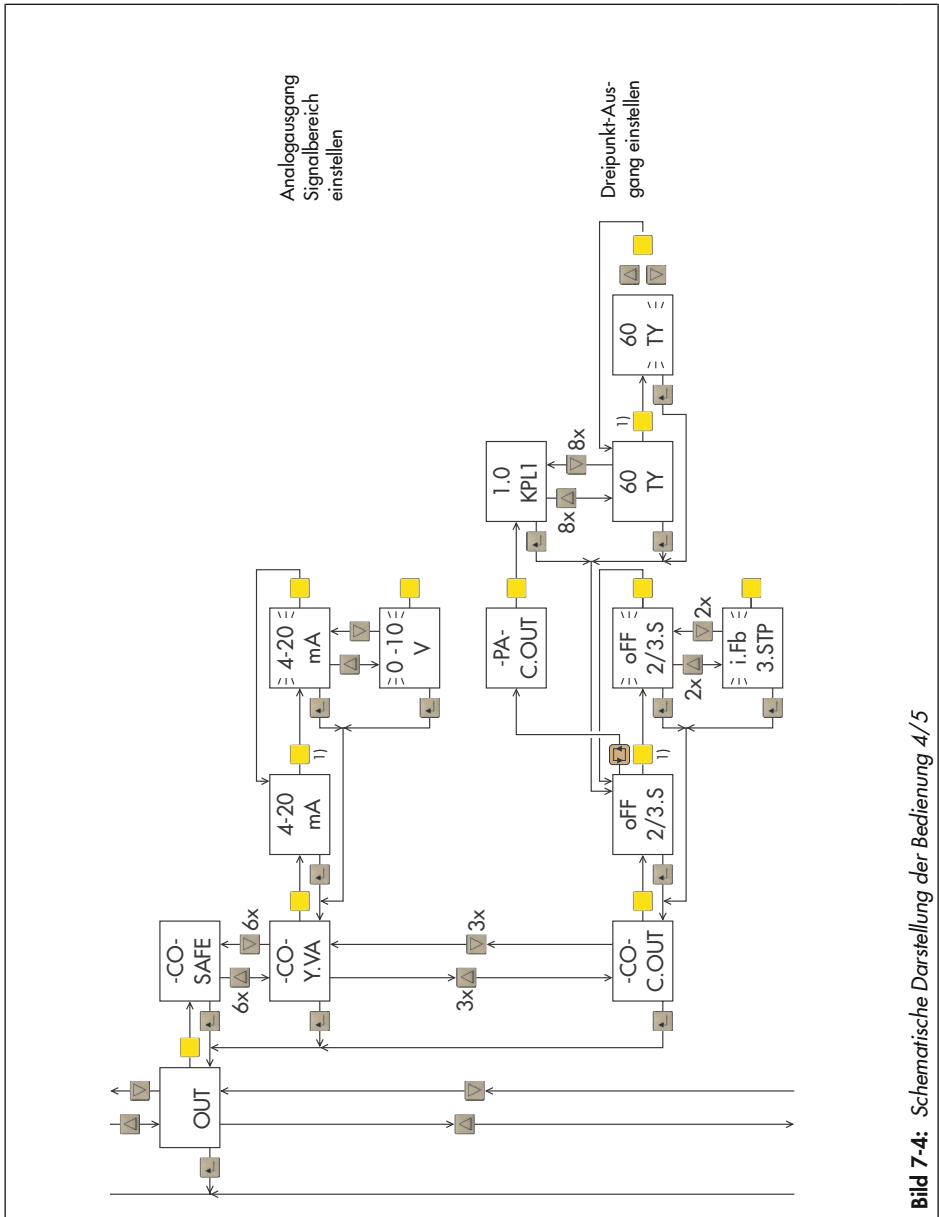 OUT
-CO-
SAFE
6x
6x
-CO-
Y.VA
4-20
mA
1)
4-20
mA
0 -10
V
Analogausgang
Signalbereich
einstellen
3x
3x
-CO-
C.OUT
oFF
2/3.S
1)
oFF
2/3.S
2x
2x
i.Fb
3.STP
-PA-
C.OUT
1.0
KPL1
8x
8x
60
TY
1)
60
TY
Dreipunkt-Aus-
gang einstellen
Bild 7-4: Schematische Darstellung der Bedienung 4/5